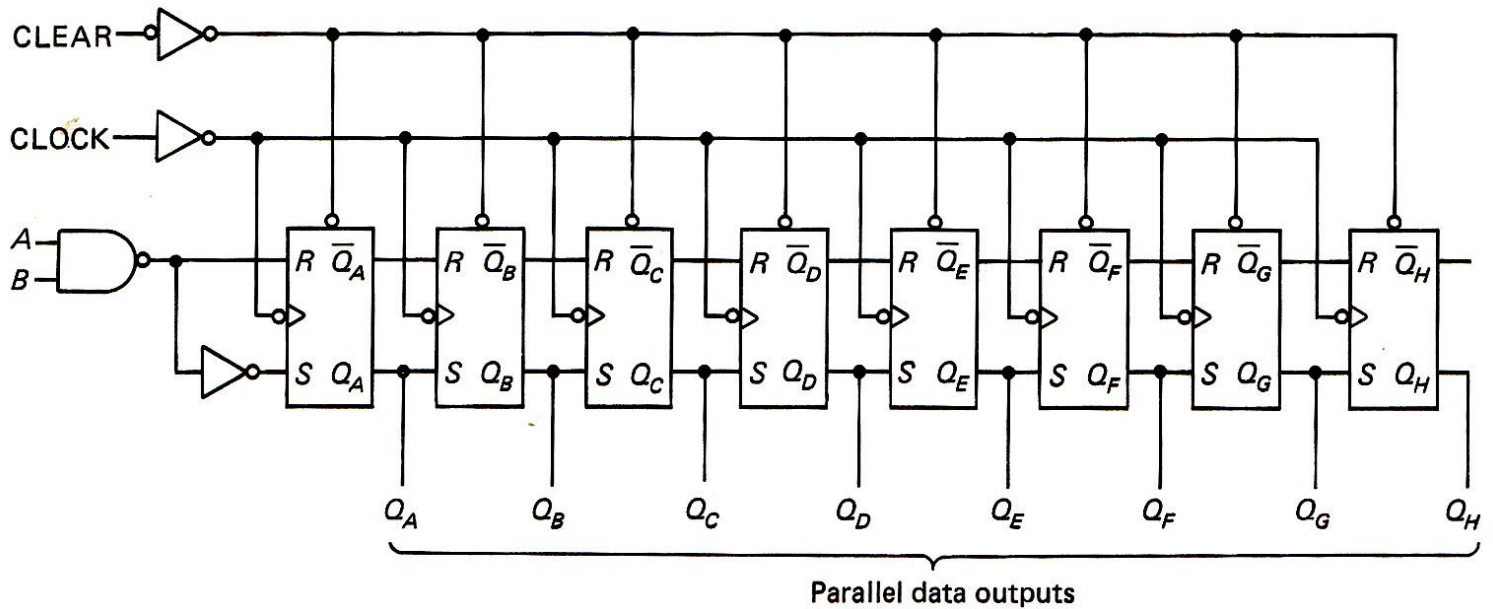 CLEAR
CLOCK
A
B
R Q̅A R Q̅B R Q̅C R Q̅D R Q̅E R Q̅F R Q̅G R Q̅H
S QA S QB S QC S QD S QE S QF S QG S QH
QA QB QC QD QE QF QG QH
Parallel data outputs